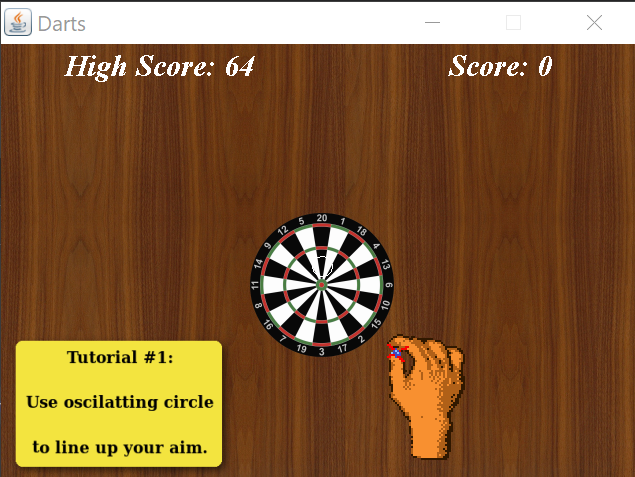 Darts
High Score: 64 Score: 0
20
5 1
12 18
9 4
14 13
11 6
8 10
16 15
7 2
19 17
3
Tutorial #1:
Use oscilatting circle
to line up your aim.